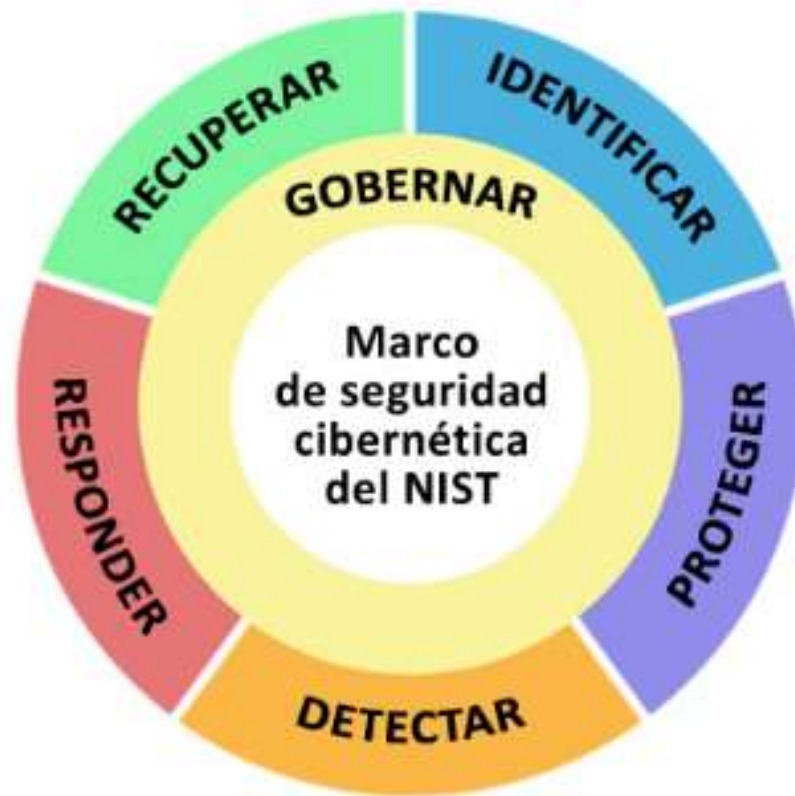 RECUPERAR
IDENTIFICAR
GOBERNAR
Marco
de seguridad
cibernética
del NIST
RESPONDER
PROTEGER
DETECTAR